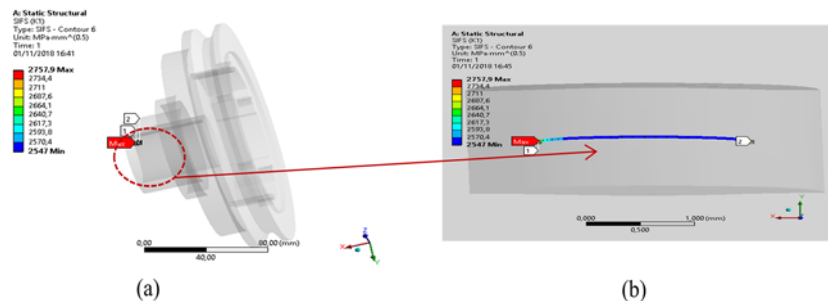 A: Static Structural
SIFS (K1)
Type: SIFS - Contour 6
Unit: MPa·mm^(0.5)
Time: 1
01/11/2018 16:41
2757,9 Max
2734,4
2711
2687,6
2664,1
2640,7
2617,3
2593,8
2570,4
2547 Min
2
1
Max
0,00
80,00 (mm)
40,00
X
Y
Z
(a)
A: Static Structural
SIFS (K1)
Type: SIFS - Contour 6
Unit: MPa·mm^(0.5)
Time: 1
01/11/2018 16:45
2757,9 Max
2734,4
2711
2687,6
2664,1
2640,7
2617,3
2593,8
2570,4
2547 Min
Max
1
2
0,000
1,000 (mm)
0,500
Y
X
(b)